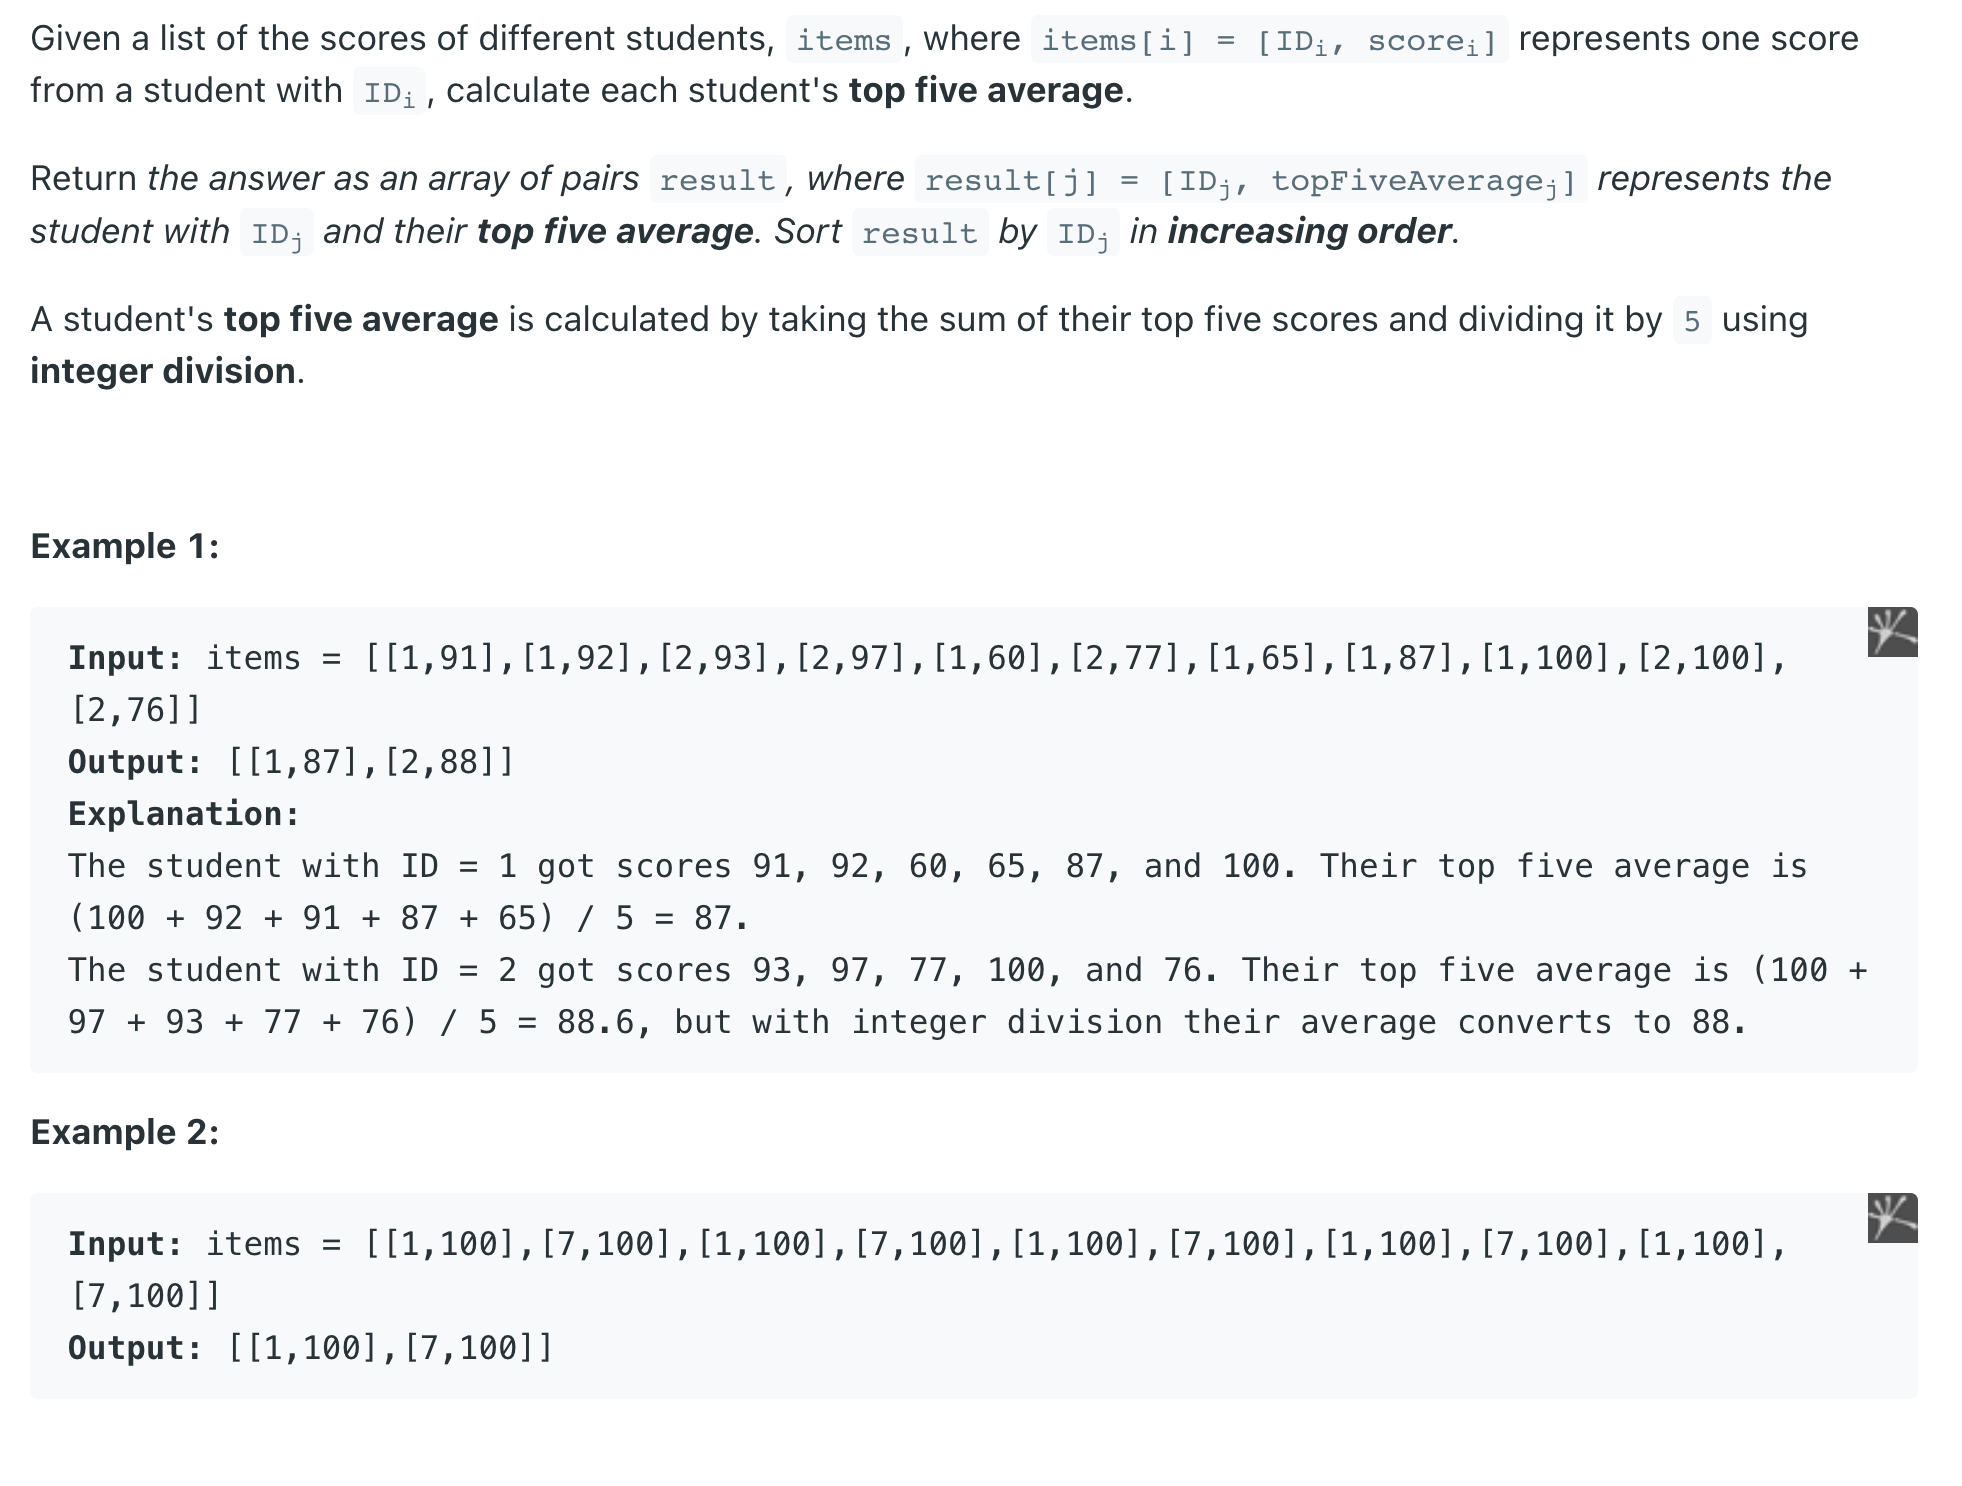 Given a list of the scores of different students, items, where items[i] = [IDi, scorei] represents one score
from a student with IDi, calculate each student's top five average.
Return the answer as an array of pairs result, where result[j] = [IDj, topFiveAveragej] represents the
student with IDj and their top five average. Sort result by IDj in increasing order.
A student's top five average is calculated by taking the sum of their top five scores and dividing it by 5 using
integer division.
Example 1:
Input: items = [[1,91],[1,92],[2,93],[2,97],[1,60],[2,77],[1,65],[1,87],[1,100],[2,100],
[2,76]]
Output: [[1,87],[2,88]]
Explanation:
The student with ID = 1 got scores 91, 92, 60, 65, 87, and 100. Their top five average is
(100 + 92 + 91 + 87 + 65) / 5 = 87.
The student with ID = 2 got scores 93, 97, 77, 100, and 76. Their top five average is (100 +
97 + 93 + 77 + 76) / 5 = 88.6, but with integer division their average converts to 88.
Example 2:
Input: items = [[1,100],[7,100],[1,100],[7,100],[1,100],[7,100],[1,100],[7,100],[1,100],
[7,100]]
Output: [[1,100],[7,100]]